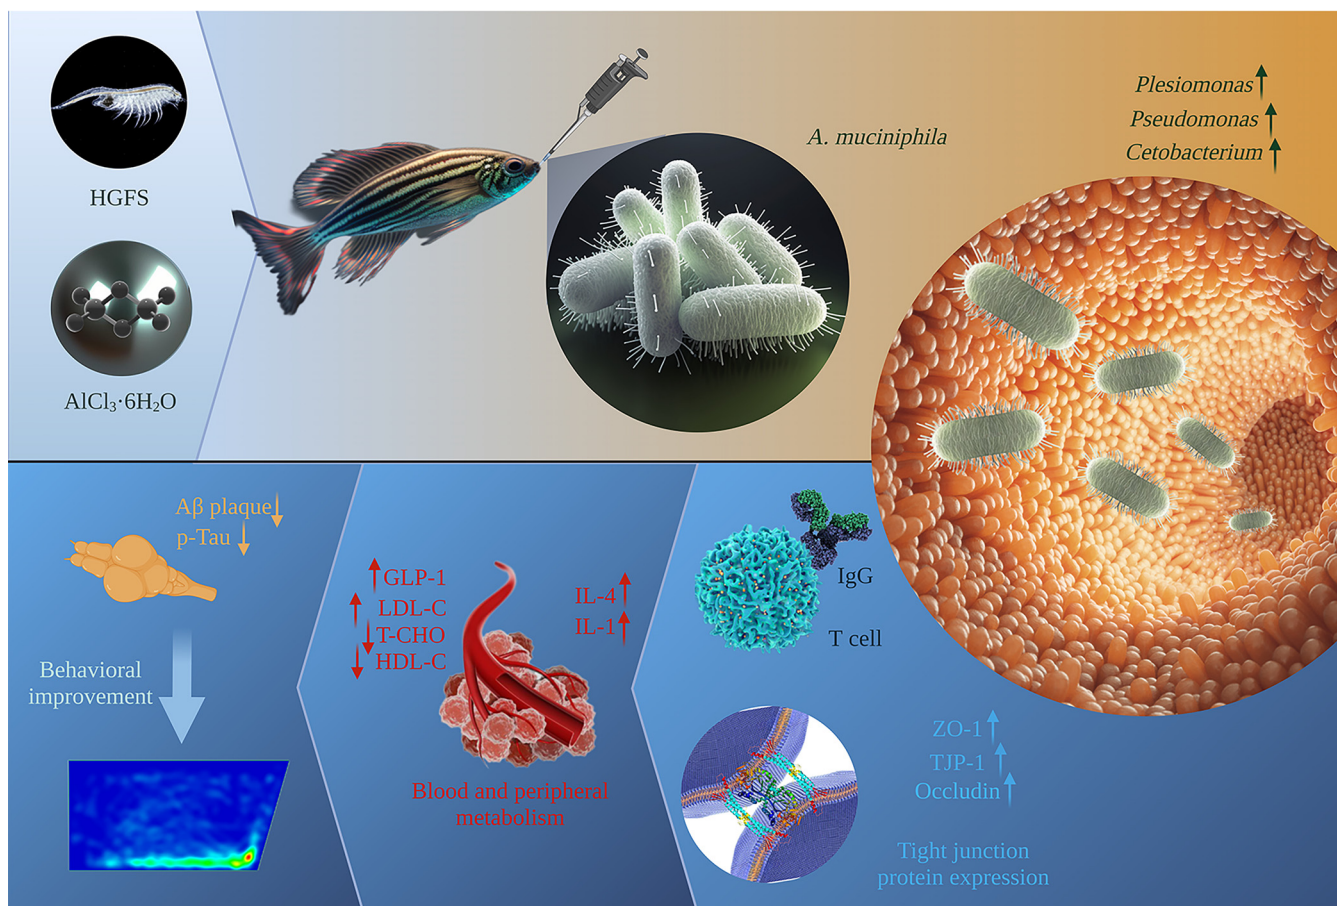 HGFS
AlCl₃·6H₂O
A. muciniphila
Plesiomonas↑
Pseudomonas↑
Cetobacterium↑
Aβ plaque↓
p-Tau↓
Behavioral
improvement
↑GLP-1
↑LDL-C
↓T-CHO
↓HDL-C
IL-4↑
IL-1↑
Blood and peripheral
metabolism
IgG
T cell
ZO-1↑
TJP-1↑
Occludin↑
Tight junction
protein expression